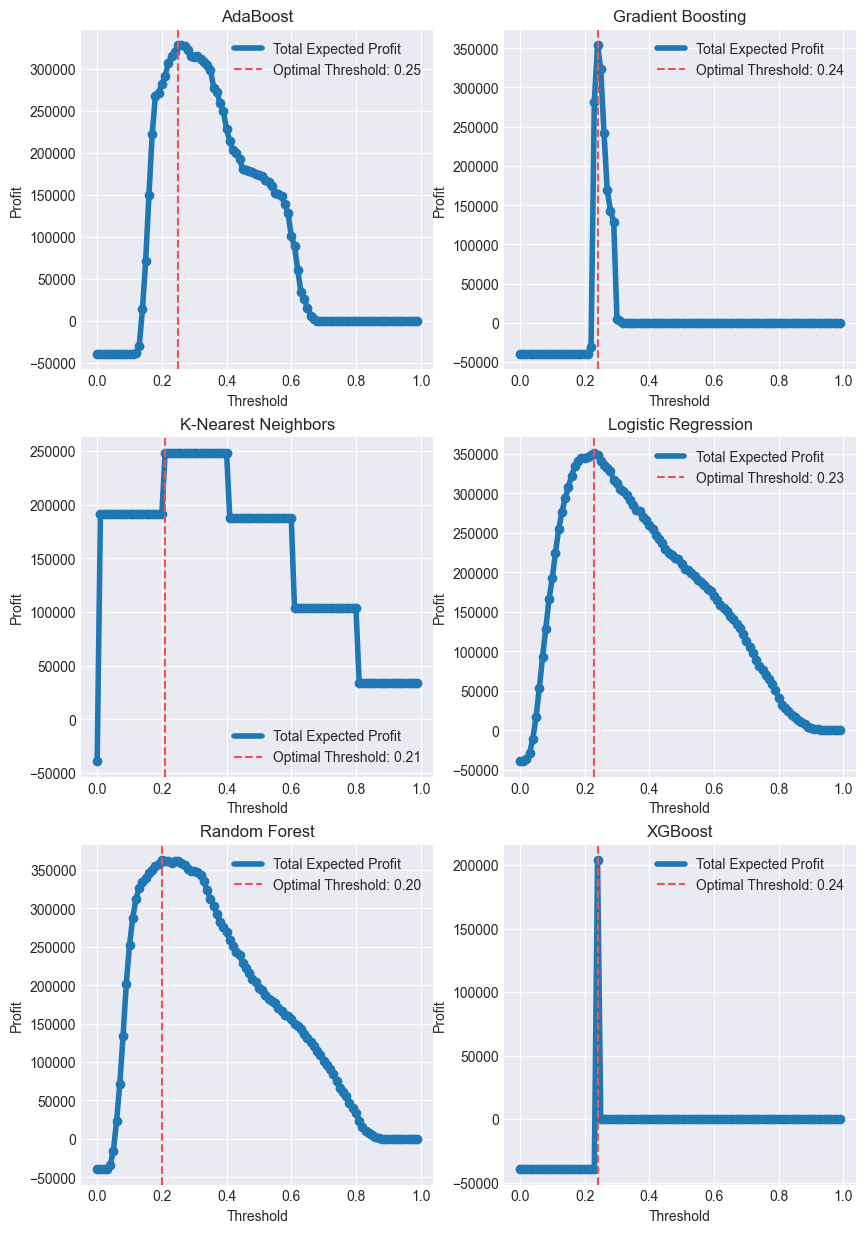 AdaBoost
Profit
300000
250000
200000
150000
100000
50000
0
−50000
Total Expected Profit
Optimal Threshold: 0.25
0.0 0.2 0.4 0.6 0.8 1.0
Threshold
Gradient Boosting
Profit
350000
300000
250000
200000
150000
100000
50000
0
−50000
Total Expected Profit
Optimal Threshold: 0.24
0.0 0.2 0.4 0.6 0.8 1.0
Threshold
K-Nearest Neighbors
Profit
250000
200000
150000
100000
50000
0
−50000
Total Expected Profit
Optimal Threshold: 0.21
0.0 0.2 0.4 0.6 0.8 1.0
Threshold
Logistic Regression
Profit
350000
300000
250000
200000
150000
100000
50000
0
−50000
Total Expected Profit
Optimal Threshold: 0.23
0.0 0.2 0.4 0.6 0.8 1.0
Threshold
Random Forest
Profit
350000
300000
250000
200000
150000
100000
50000
0
−50000
Total Expected Profit
Optimal Threshold: 0.20
0.0 0.2 0.4 0.6 0.8 1.0
Threshold
XGBoost
Profit
200000
150000
100000
50000
0
−50000
Total Expected Profit
Optimal Threshold: 0.24
0.0 0.2 0.4 0.6 0.8 1.0
Threshold